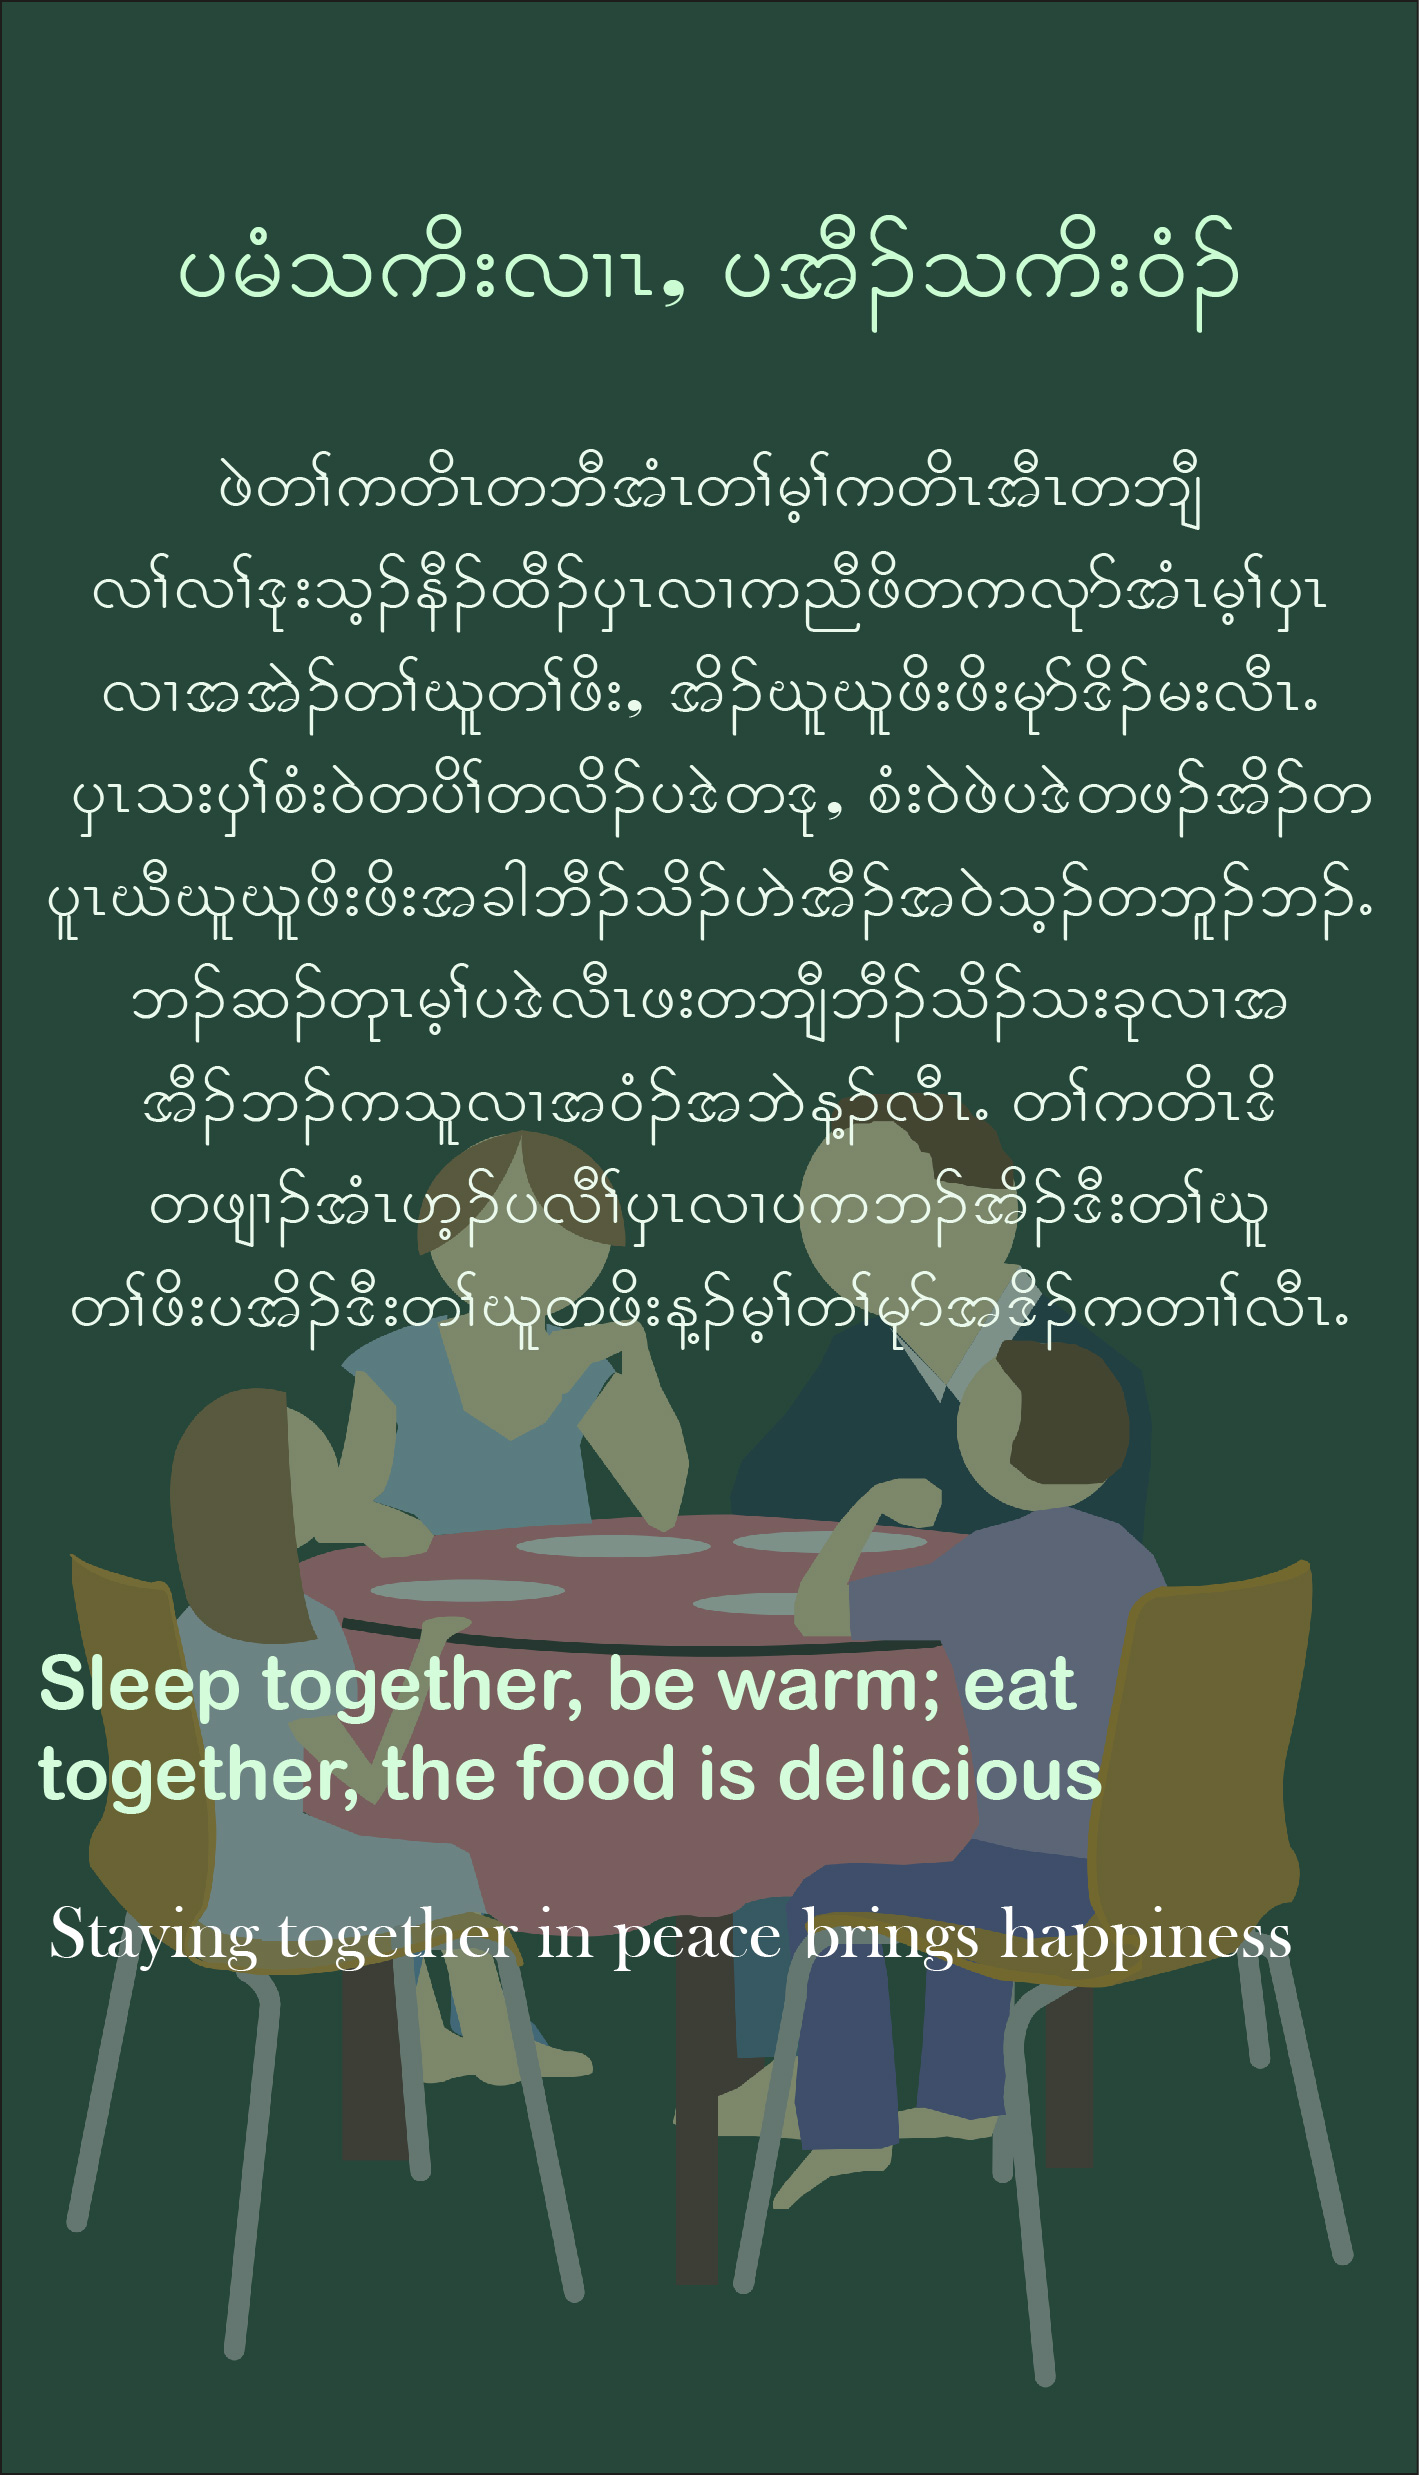 ပမံသကိးလၢၤ, ပအီၣ်သကိးဝံၣ်
ဖဲတၢ်ကတိၤတဘီအံၤတၢ်မ့ၢ်ကတိၤအီၤတဘျီ
လၢ်လၢ်ဒုးသ့ၣ်နီၣ်ထီၣ်ပှၤလၢကညီဖိတကလုာ်အံၤမ့ၢ်ပှၤ
လၢအအဲၣ်တၢ်ဃူတၢ်ဖိး, အိၣ်ဃူဃူဖိးဖိးမုာ်ဒိၣ်မးလီၤ.
ပှၤသးပှၢ်စံးဝဲတပိၢ်တလိၣ်ပဒဲတဒု, စံးဝဲဖဲပဒဲတဖၣ်အိၣ်တ
ပူၤဃီဃူဃူဖိးဖိးအခါဘီၣ်သိၣ်ဟဲအီၣ်အဝဲသ့ၣ်တဘူၣ်ဘၣ်.
ဘၣ်ဆၣ်တုၤမ့ၢ်ပဒဲလီၤဖးတဘျီဘီၣ်သိၣ်သးခုလၢအ
အီၣ်ဘၣ်ကသူလၢအဝံၣ်အဘဲန့ၣ်လီၤ. တၢ်ကတိၤဒိ
တဖျၢၣ်အံၤဟ့ၣ်ပလီၢ်ပှၤလၢပကဘၣ်အိၣ်ဒီးတၢ်ဃူ
တၢ်ဖိးပအိၣ်ဒီးတၢ်ဃူတဖိးန့ၣ်မ့ၢ်တၢ်မုာ်အဒိၣ်ကတၢၢ်လီၤ.
Sleep together, be warm; eat
together, the food is delicious
Staying together in peace brings happiness